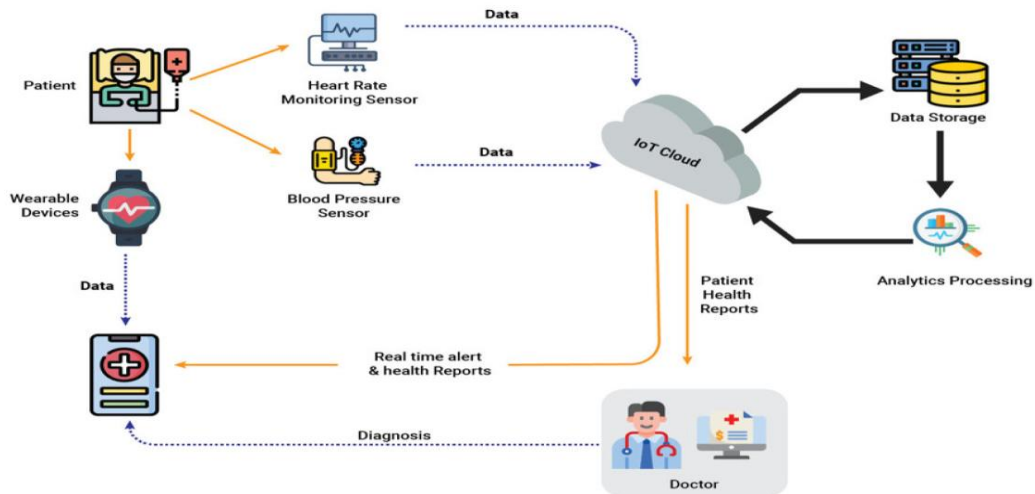 Data
Patient
Heart Rate
Monitoring Sensor
IoT Cloud
Data Storage
Data
Wearable
Devices
Blood Pressure
Sensor
Analytics Processing
Data
Patient
Health
Reports
Real time alert
& health Reports
$
Diagnosis
Doctor